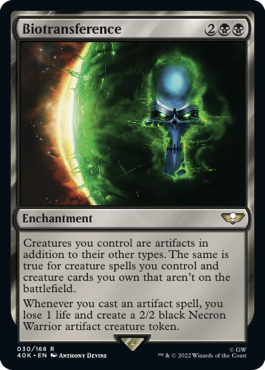 Biotransference 2
Enchantment
Creatures you control are artifacts in
addition to their other types. The same is
true for creature spells you control and
creature cards you own that aren't on the
battlefield.
Whenever you cast an artifact spell, you
lose 1 life and create a 2/2 black Necron
Warrior artifact creature token.
030/168 R © GW
40K • EN Anthony Devine ™ & © 2022 Wizards of the Coast